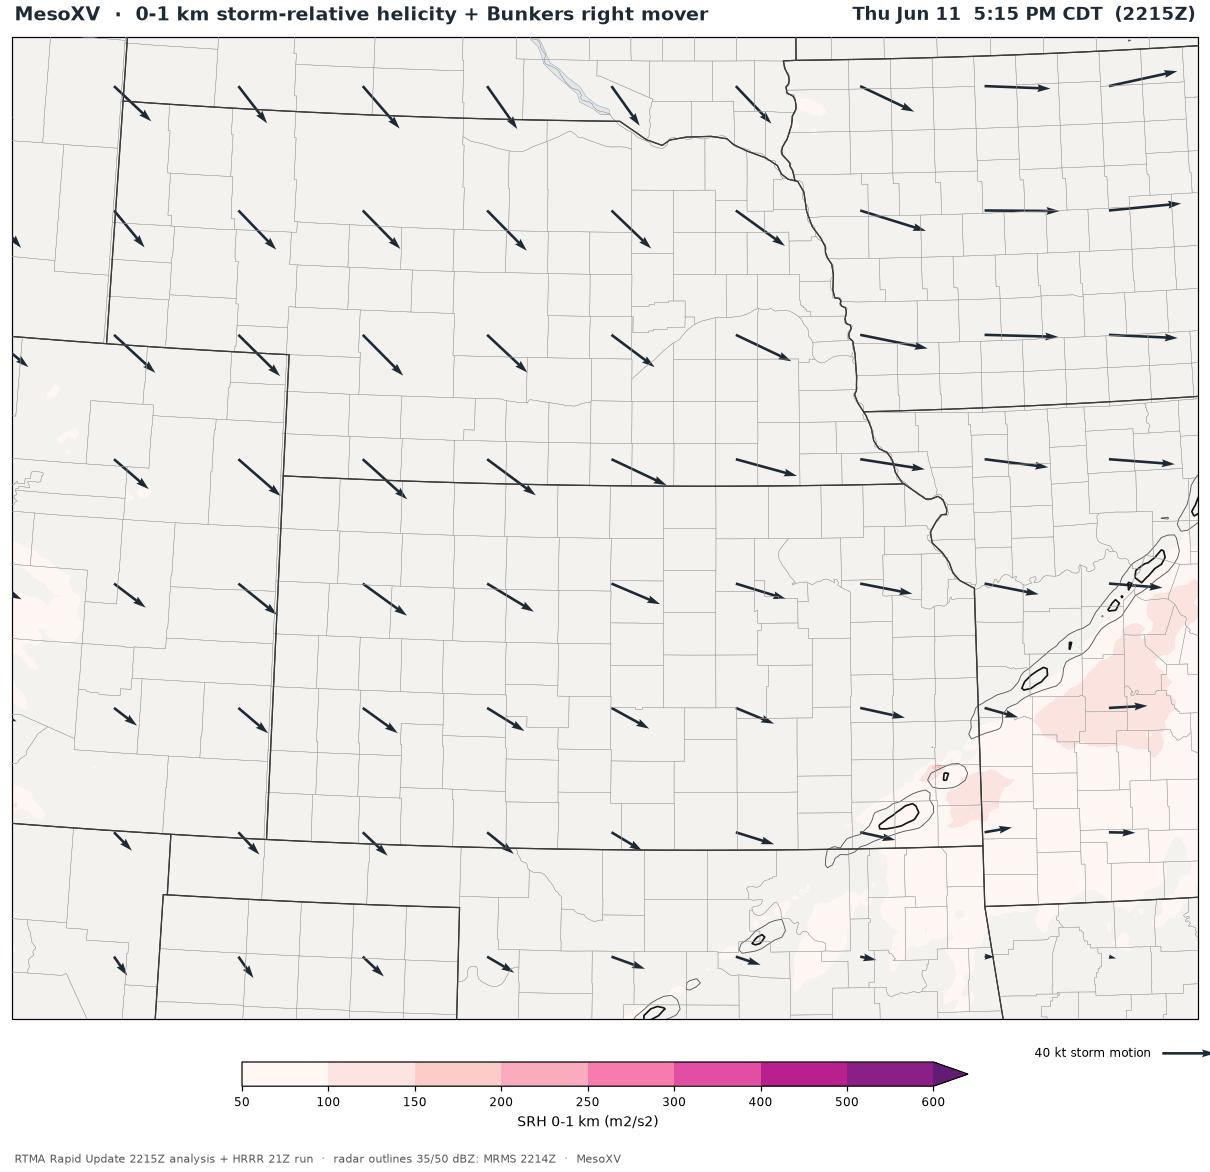 MesoXV · 0-1 km storm-relative helicity + Bunkers right mover
Thu Jun 11 5:15 PM CDT (2215Z)
40 kt storm motion
50 100 150 200 250 300 400 500 600
SRH 0-1 km (m2/s2)
RTMA Rapid Update 2215Z analysis + HRRR 21Z run · radar outlines 35/50 dBZ: MRMS 2214Z · MesoXV